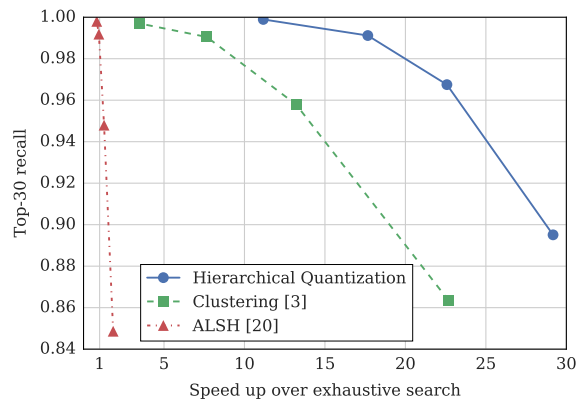 1.00
0.98
0.96
0.94
0.92
0.90
0.88
0.86
0.84
Top-30 recall
Hierarchical Quantization
Clustering [3]
ALSH [20]
1 5 10 15 20 25 30
Speed up over exhaustive search